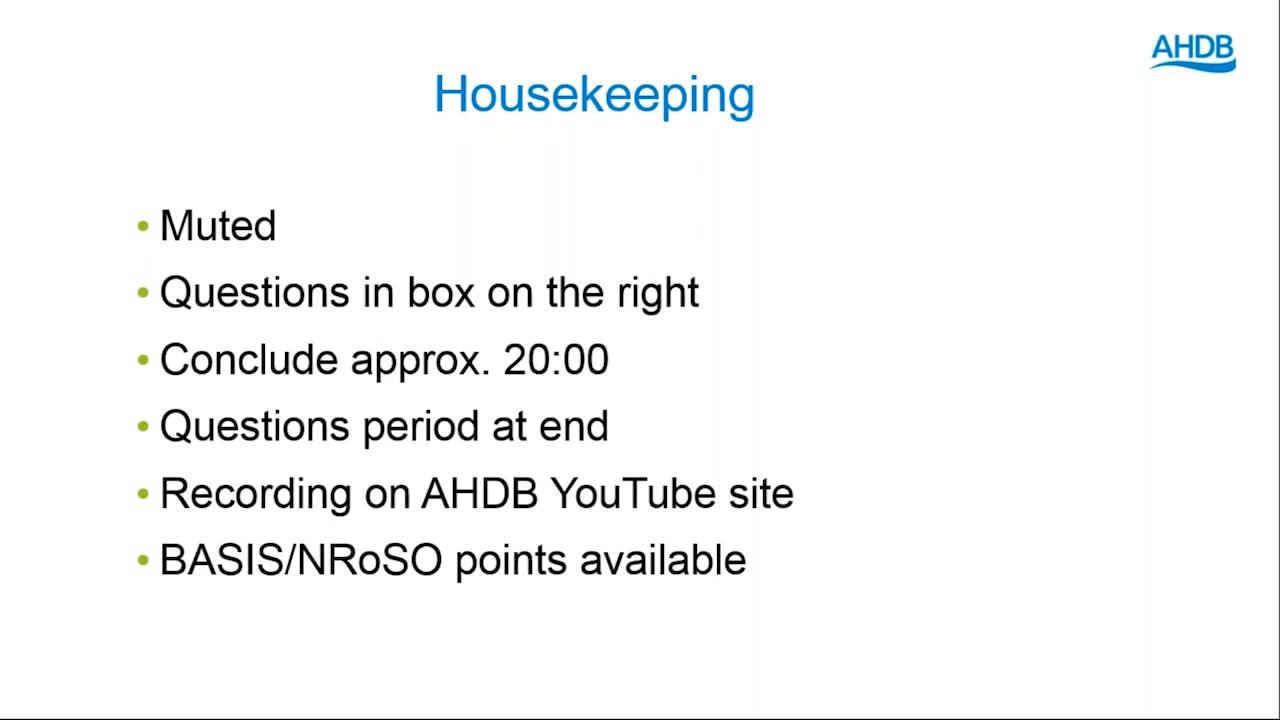 AHDB
Housekeeping
• Muted
• Questions in box on the right
• Conclude approx. 20:00
• Questions period at end
• Recording on AHDB YouTube site
• BASIS/NRoSO points available